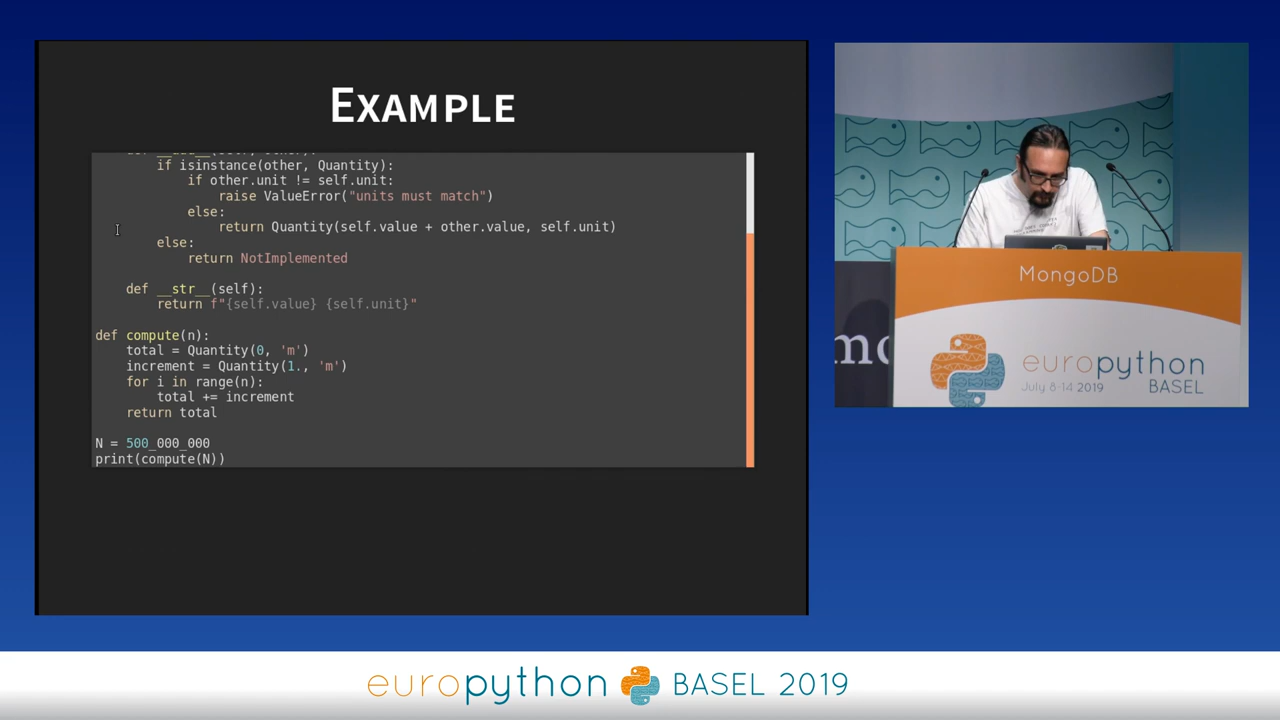 EXAMPLE
if isinstance(other, Quantity):
if other.unit != self.unit:
raise ValueError("units must match")
else:
return Quantity(self.value + other.value, self.unit)
else:
return NotImplemented
def __str__(self):
return f"{self.value} {self.unit}"
def compute(n):
total = Quantity(0, 'm')
increment = Quantity(1., 'm')
for i in range(n):
total += increment
return total
N = 500_000_000
print(compute(N))
MongoDB
europython
July 8-14 2019 BASEL
europython BASEL 2019